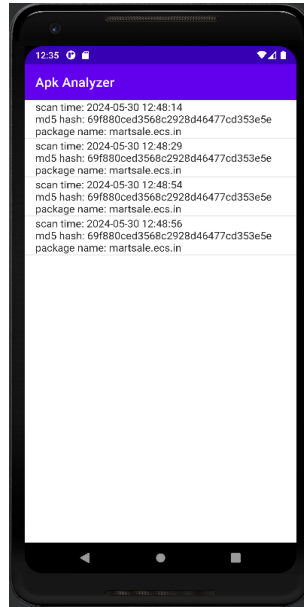 12:35
Apk Analyzer
scan time: 2024-05-30 12:48:14
md5 hash: 69f880ced3568c2928d46477cd353e5e
package name: martsale.ecs.in
scan time: 2024-05-30 12:48:29
md5 hash: 69f880ced3568c2928d46477cd353e5e
package name: martsale.ecs.in
scan time: 2024-05-30 12:48:54
md5 hash: 69f880ced3568c2928d46477cd353e5e
package name: martsale.ecs.in
scan time: 2024-05-30 12:48:56
md5 hash: 69f880ced3568c2928d46477cd353e5e
package name: martsale.ecs.in